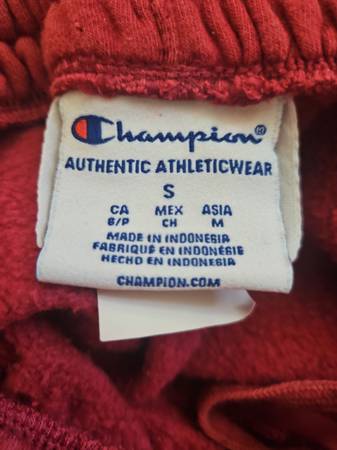 Champion®
AUTHENTIC ATHLETICWEAR
S
CA MEX ASIA
S/P CH M
MADE IN INDONESIA
FABRIQUÉ EN INDONÉSIE
HECHO EN INDONESIA
CHAMPION.COM